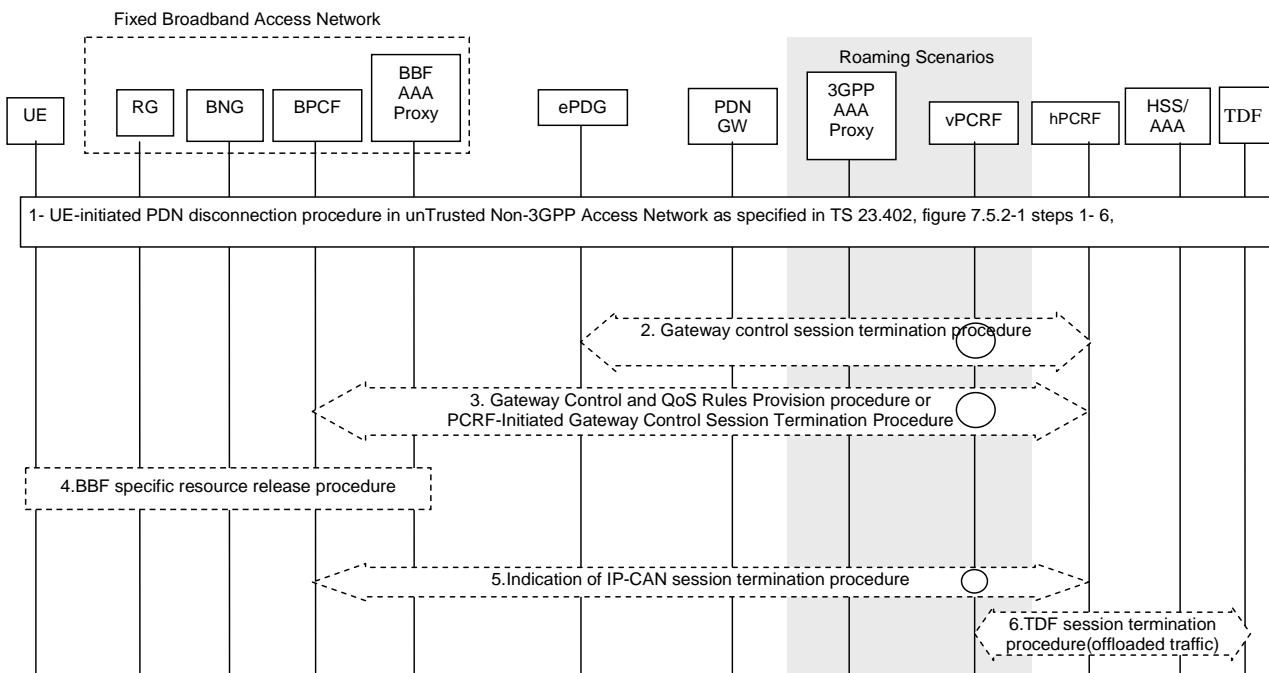 Fixed Broadband Access Network
Roaming Scenarios
UE
RG
BNG
BPCF
BBF
AAA
Proxy
ePDG
PDN
GW
3GPP
AAA
Proxy
vPCRF
hPCRF
HSS/
AAA
TDF
1- UE-initiated PDN disconnection procedure in unTrusted Non-3GPP Access Network as specified in TS 23.402, figure 7.5.2-1 steps 1- 6,
2. Gateway control session termination procedure
3. Gateway Control and QoS Rules Provision procedure or
PCRF-Initiated Gateway Control Session Termination Procedure
4.BBF specific resource release procedure
5.Indication of IP-CAN session termination procedure
6.TDF session termination
procedure(offloaded traffic)